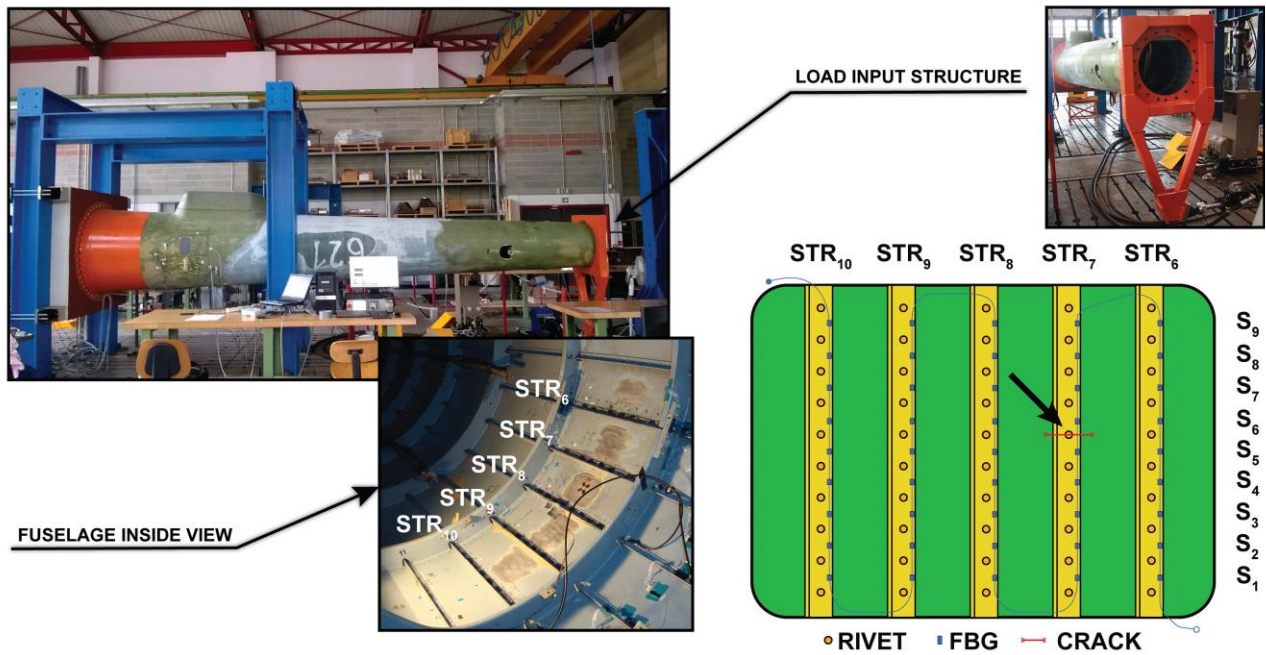 LOAD INPUT STRUCTURE
627
STR₆
STR₇
STR₈
STR₉
STR₁₀
FUSELAGE INSIDE VIEW
STR₁₀ STR₉ STR₈ STR₇ STR₆
S₉
S₈
S₇
S₆
S₅
S₄
S₃
S₂
S₁
RIVET FBG CRACK